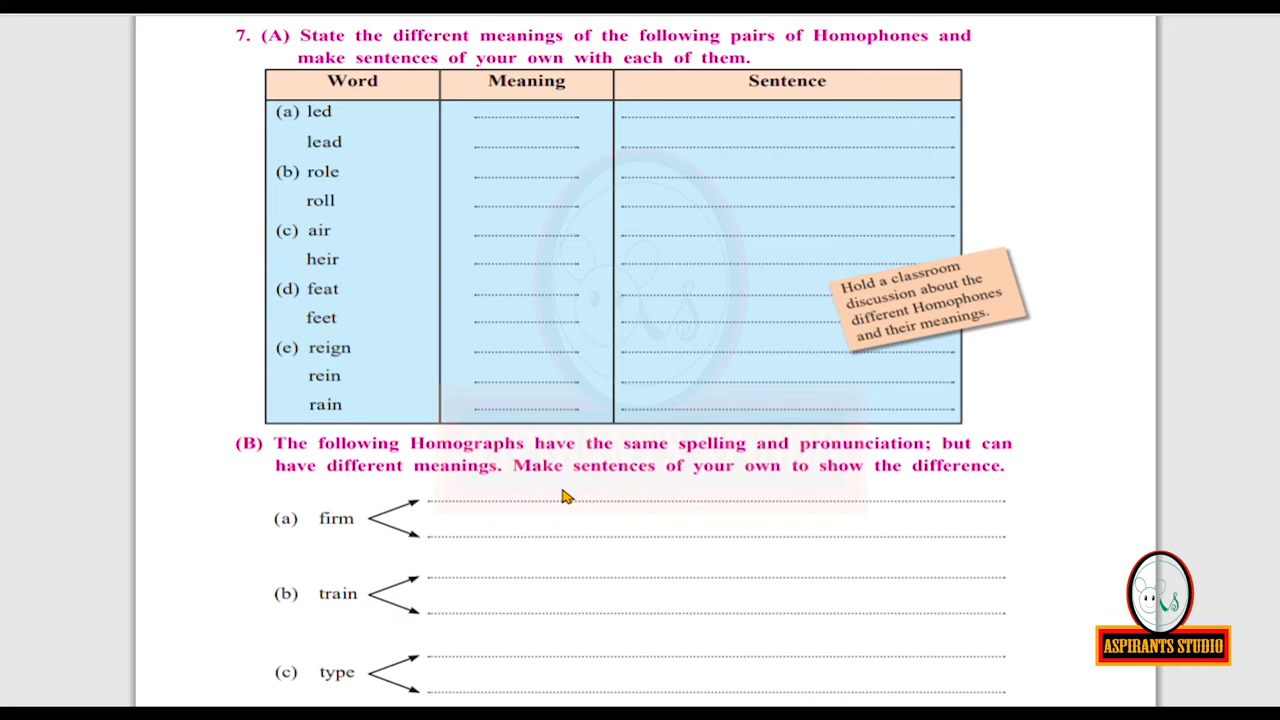 7. (A) State the different meanings of the following pairs of Homophones and
make sentences of your own with each of them.
Word Meaning Sentence
(a) led
lead
(b) role
roll
(c) air
heir
(d) feat
feet
(e) reign
rein
rain
Hold a classroom
discussion about the
different Homophones
and their meanings.
(B) The following Homographs have the same spelling and pronunciation; but can
have different meanings. Make sentences of your own to show the difference.
(a) firm
(b) train
(c) type
ASPIRANTS STUDIO